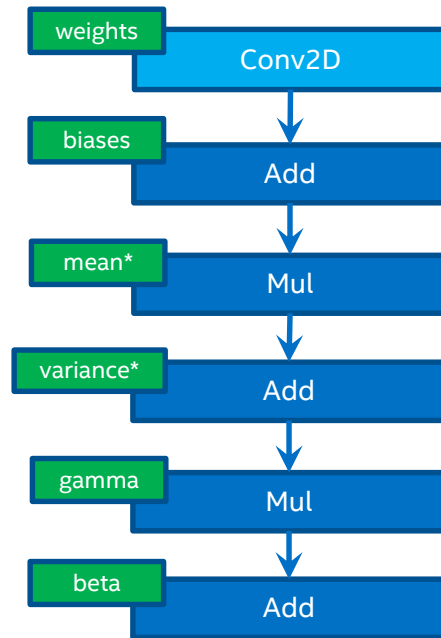 weights
Conv2D
biases
Add
mean*
Mul
variance*
Add
gamma
Mul
beta
Add